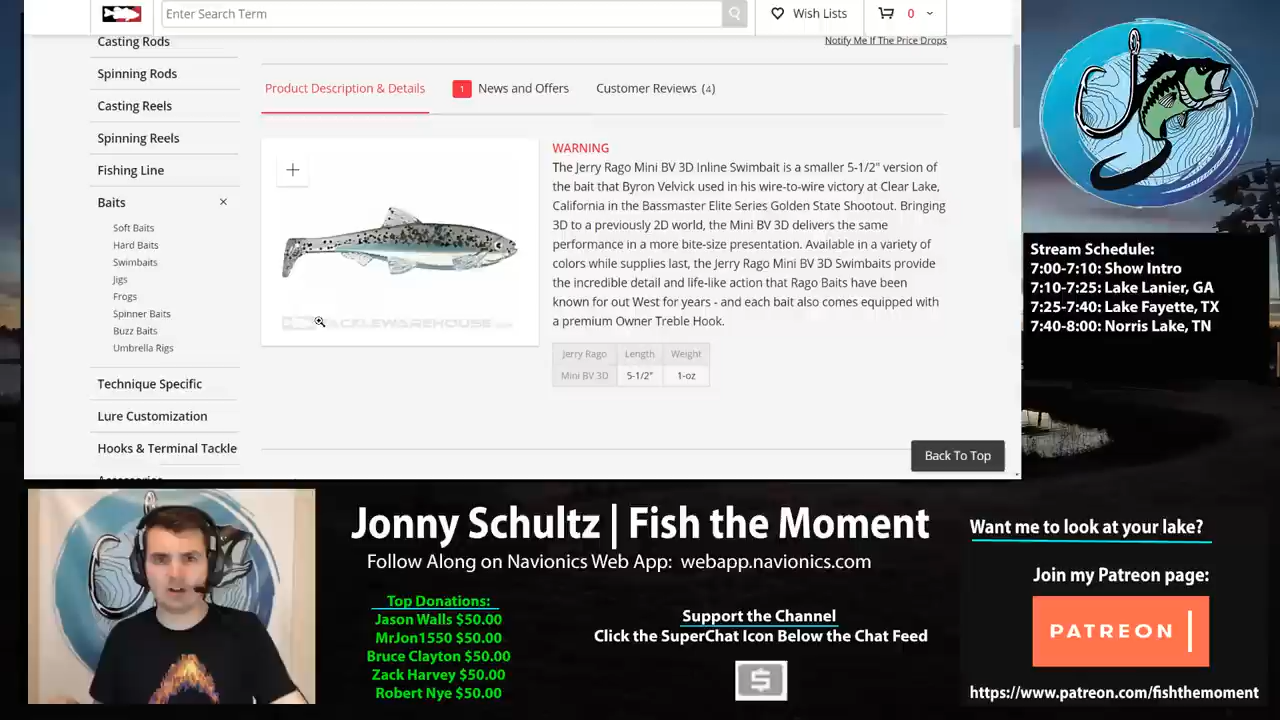 Enter Search Term
Wish Lists
0
Notify Me If The Price Drops
Casting Rods
Spinning Rods
Casting Reels
Spinning Reels
Fishing Line
Baits
Soft Baits
Hard Baits
Swimbaits
Jigs
Frogs
Spinner Baits
Buzz Baits
Umbrella Rigs
Technique Specific
Lure Customization
Hooks & Terminal Tackle
Accessories
Product Description & Details
1 News and Offers
Customer Reviews (4)
WARNING
The Jerry Rago Mini BV 3D Inline Swimbait is a smaller 5-1/2" version of
the bait that Byron Velvick used in his wire-to-wire victory at Clear Lake,
California in the Bassmaster Elite Series Golden State Shootout. Bringing
3D to a previously 2D world, the Mini BV 3D delivers the same
performance in a more bite-size presentation. Available in a variety of
colors while supplies last, the Jerry Rago Mini BV 3D Swimbaits provide
the incredible detail and life-like action that Rago Baits have been
known for out West for years - and each bait also comes equipped with
a premium Owner Treble Hook.
Jerry Rago Length Weight
Mini BV 3D 5-1/2" 1-oz
Back To Top
Stream Schedule:
7:00-7:10: Show Intro
7:10-7:25: Lake Lanier, GA
7:25-7:40: Lake Fayette, TX
7:40-8:00: Norris Lake, TN
Jonny Schultz | Fish the Moment
Follow Along on Navionics Web App: webapp.navionics.com
Top Donations:
Jason Walls $50.00
MrJon1550 $50.00
Bruce Clayton $50.00
Zack Harvey $50.00
Robert Nye $50.00
Support the Channel
Click the SuperChat Icon Below the Chat Feed
$
Want me to look at your lake?
Join my Patreon page:
PATREON
https://www.patreon.com/fishthemoment